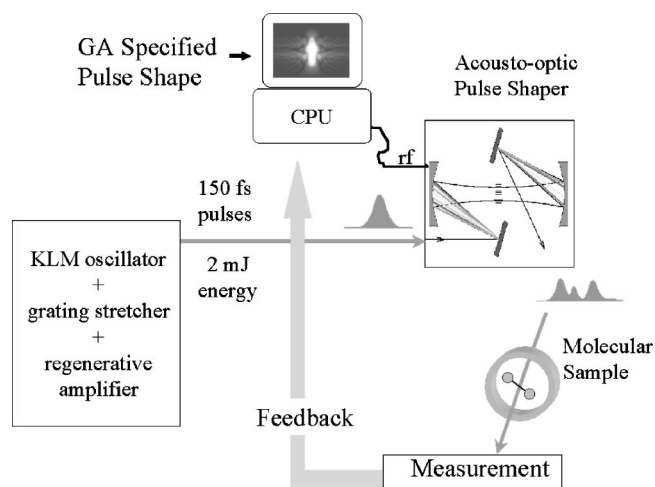 GA Specified
Pulse Shape
CPU
Acousto-optic
Pulse Shaper
rf
150 fs
pulses
2 mJ
energy
KLM oscillator
+
grating stretcher
+
regenerative
amplifier
Molecular
Sample
Feedback
Measurement